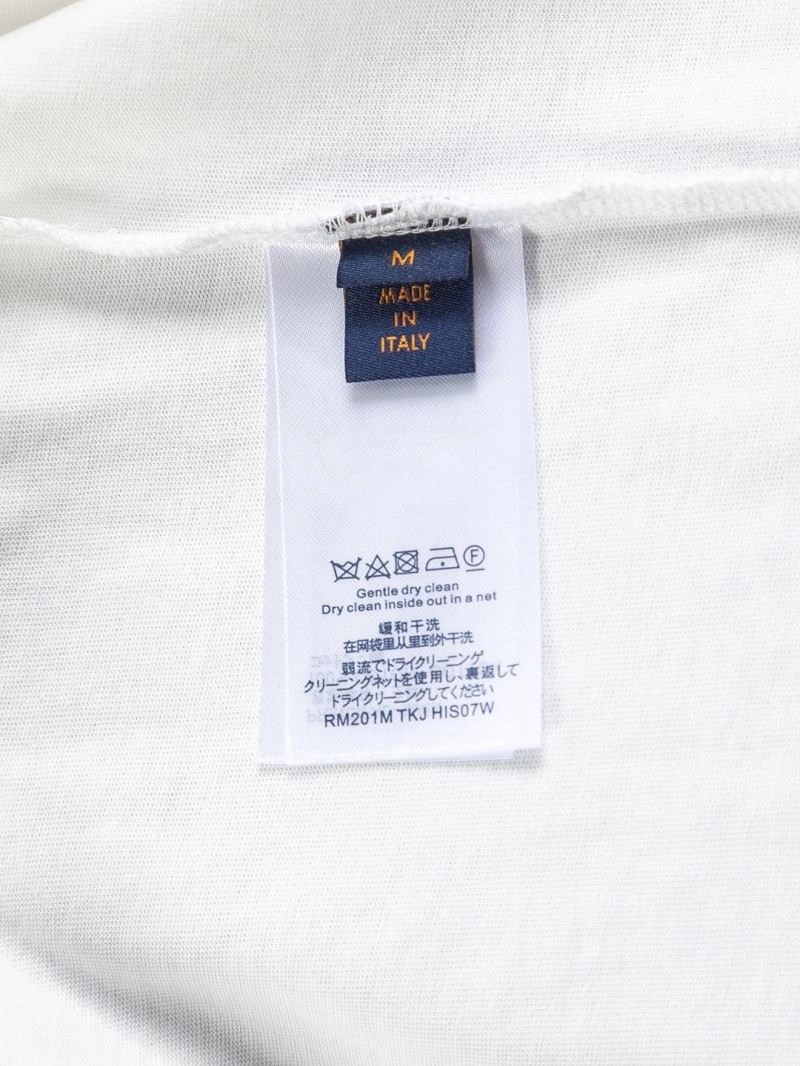 M
MADE
IN
ITALY
F
Gentle dry clean
Dry clean inside out in a net
缓和干洗
在网袋里从里到外干洗
弱流でドライクリーニング
クリーニングネットを使用し、裏返して
ドライクリーニングしてください
RM201M TKJ HIS07W